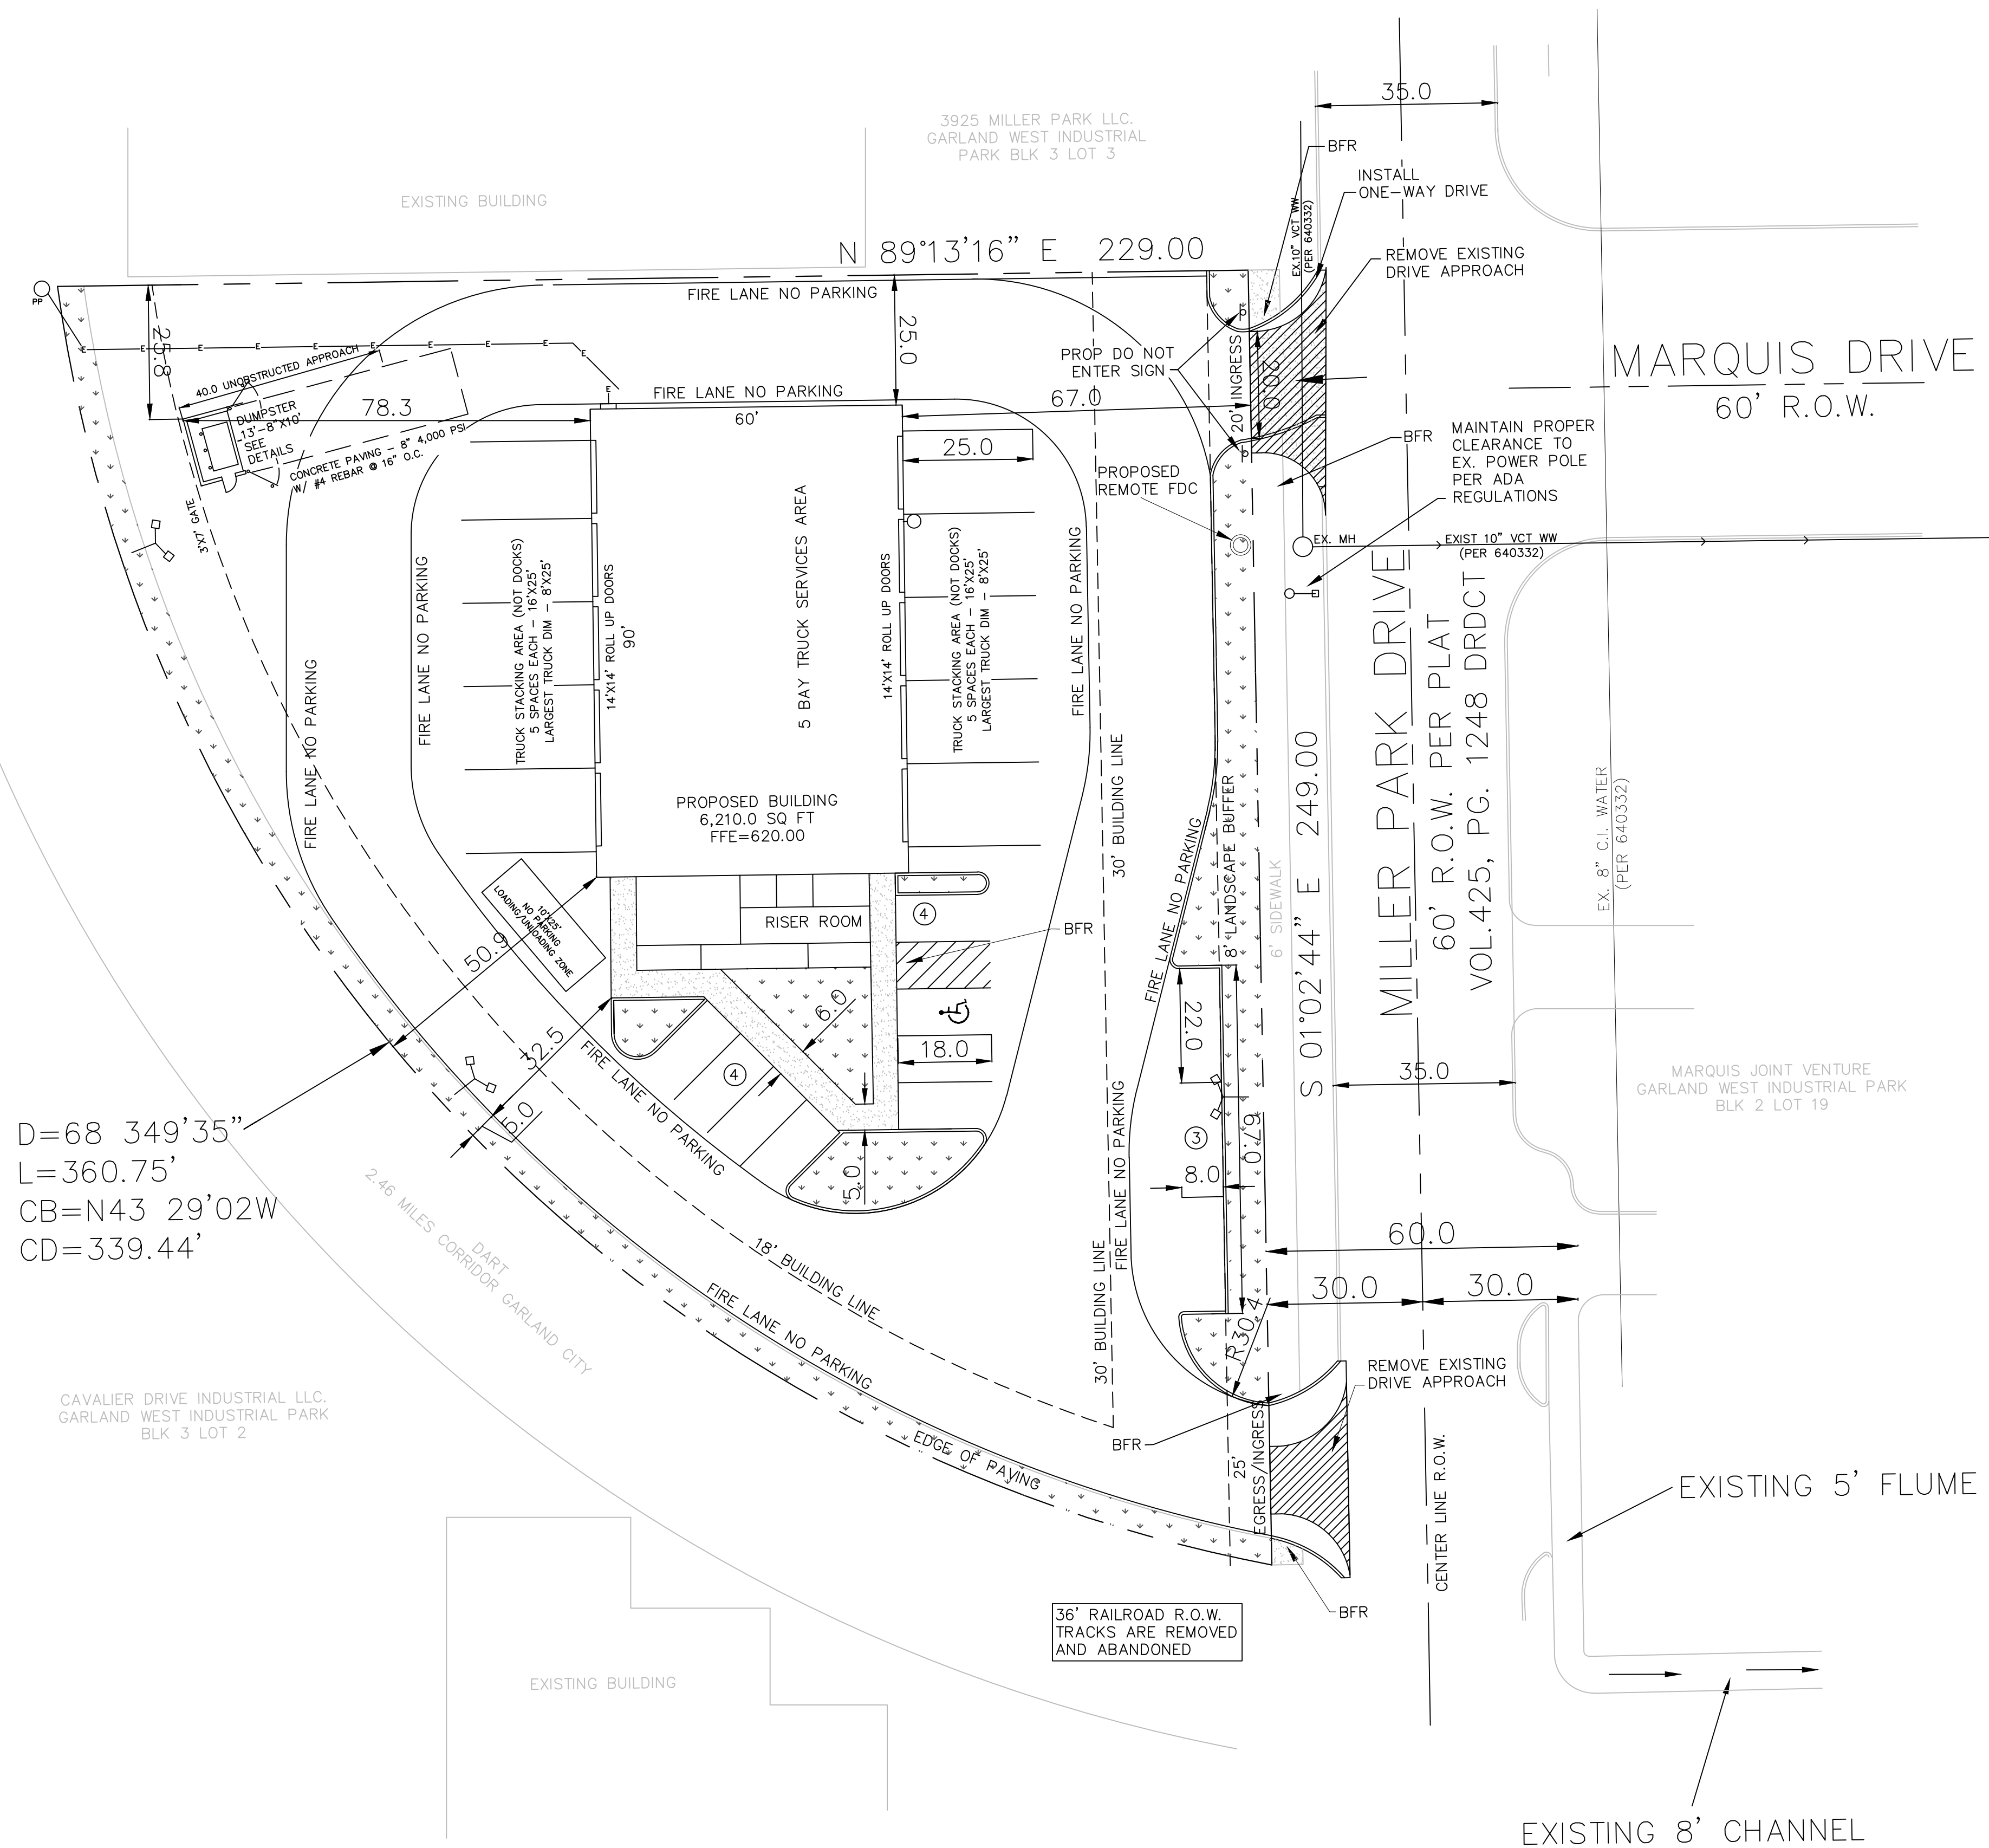 35.0
3925 MILLER PARK LLC.
GARLAND WEST INDUSTRIAL
PARK BLK 3 LOT 3
BFR
INSTALL
ONE-WAY DRIVE
EXISTING BUILDING
EX.10" VCT WW
(PER 640332)
N 89°13'16" E 229.00
REMOVE EXISTING
DRIVE APPROACH
PP
FIRE LANE NO PARKING
25.8
E E E E E E E E E
E
E
25.0
40.0 UNOBSTRUCTED APPROACH
PROP DO NOT
ENTER SIGN
20' INGRESS
20.0
MARQUIS DRIVE
60' R.O.W.
FIRE LANE NO PARKING
78.3
67.0
60'
DUMPSTER
13'-8"X10'
SEE
DETAILS
CONCRETE PAVING - 8" 4,000 PSI
W/ #4 REBAR @ 16" O.C.
25.0
BFR
MAINTAIN PROPER
CLEARANCE TO
EX. POWER POLE
PER ADA
REGULATIONS
PROPOSED
REMOTE FDC
3'X7' GATE
EX. MH
EXIST 10" VCT WW
(PER 640332)
FIRE LANE NO PARKING
FIRE LANE NO PARKING
TRUCK STACKING AREA (NOT DOCKS)
5 SPACES EACH - 16'X25'
LARGEST TRUCK DIM - 8'X25'
14'X14' ROLL UP DOORS
90'
5 BAY TRUCK SERVICES AREA
14'X14' ROLL UP DOORS
TRUCK STACKING AREA (NOT DOCKS)
5 SPACES EACH - 16'X25'
LARGEST TRUCK DIM - 8'X25'
FIRE LANE NO PARKING
30' BUILDING LINE
FIRE LANE NO PARKING
8' LANDSCAPE BUFFER
6' SIDEWALK
S 01°02'44" E 249.00
MILLER PARK DRIVE
60' R.O.W. PER PLAT
VOL.425, PG. 1248 DRDCT
EX. 8" C.I. WATER
(PER 640332)
PROPOSED BUILDING
6,210.0 SQ FT
FFE=620.00
10'X25'
NO PARKING
LOADING/UNLOADING ZONE
RISER ROOM
4
BFR
50.9
32.5
6.0
18.0
22.0
4
FIRE LANE NO PARKING
5.0
5.0
3
8.0
67.0
35.0
MARQUIS JOINT VENTURE
GARLAND WEST INDUSTRIAL PARK
BLK 2 LOT 19
D=68 349'35"
L=360.75'
CB=N43 29'02W
CD=339.44'
2.46 MILES CORRIDOR GARLAND CITY
DART
18' BUILDING LINE
FIRE LANE NO PARKING
30' BUILDING LINE
FIRE LANE NO PARKING
60.0
30.0
30.0
R30.4
REMOVE EXISTING
DRIVE APPROACH
CAVALIER DRIVE INDUSTRIAL LLC.
GARLAND WEST INDUSTRIAL PARK
BLK 3 LOT 2
EDGE OF PAVING
BFR
25'
EGRESS/INGRESS
CENTER LINE R.O.W.
EXISTING 5' FLUME
36' RAILROAD R.O.W.
TRACKS ARE REMOVED
AND ABANDONED
BFR
EXISTING BUILDING
EXISTING 8' CHANNEL